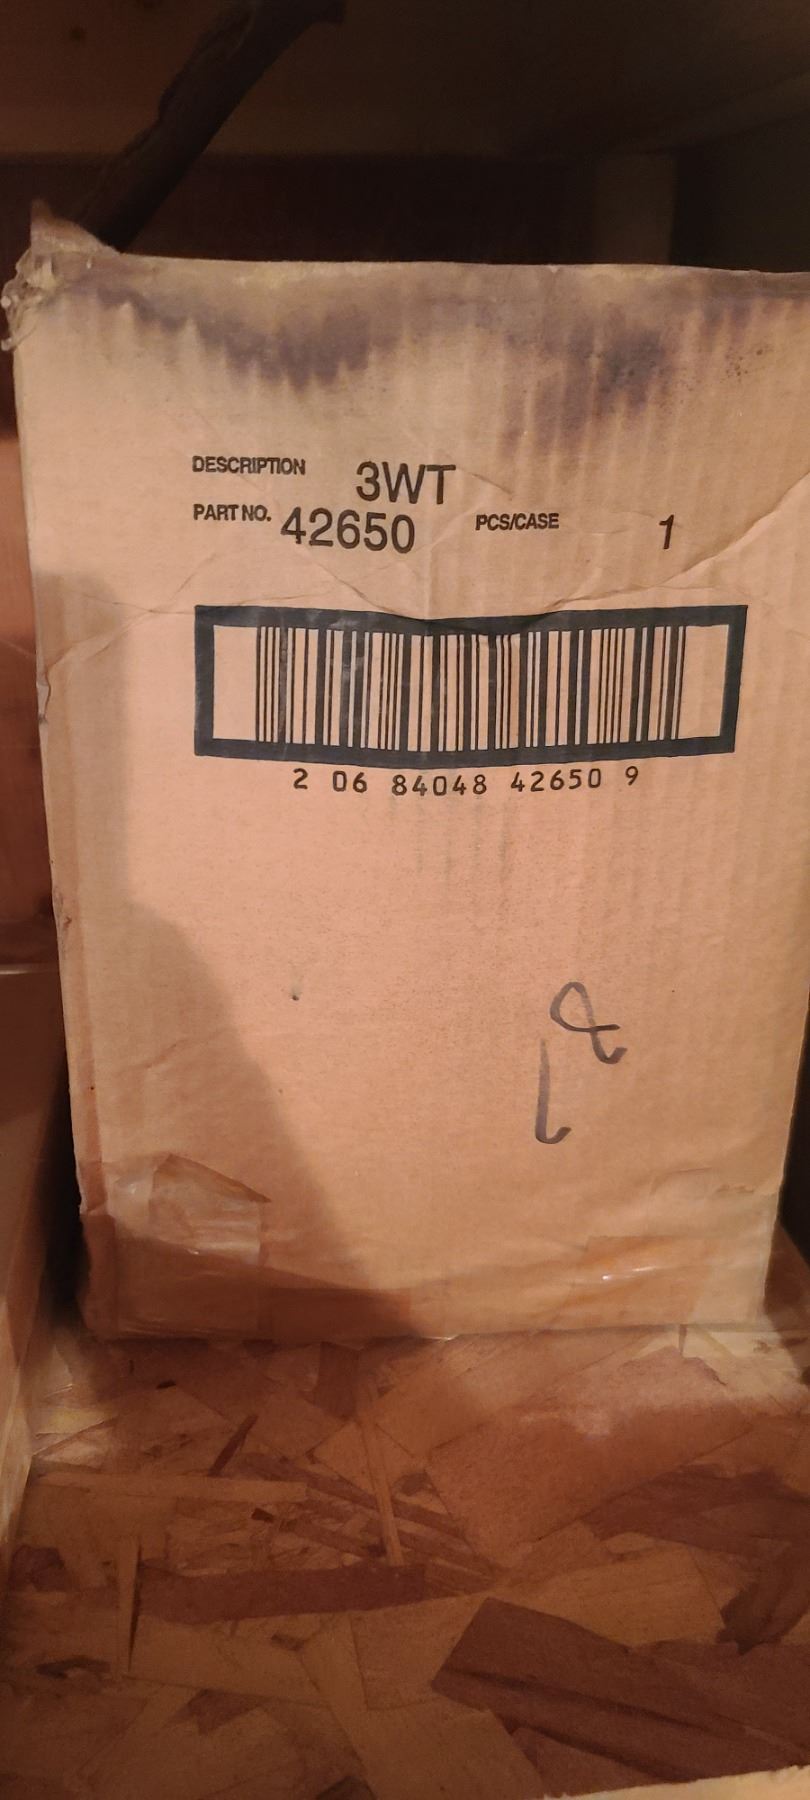 DESCRIPTION 3WT
PART NO. 42650 PCS/CASE 1
2 06 84048 42650 9